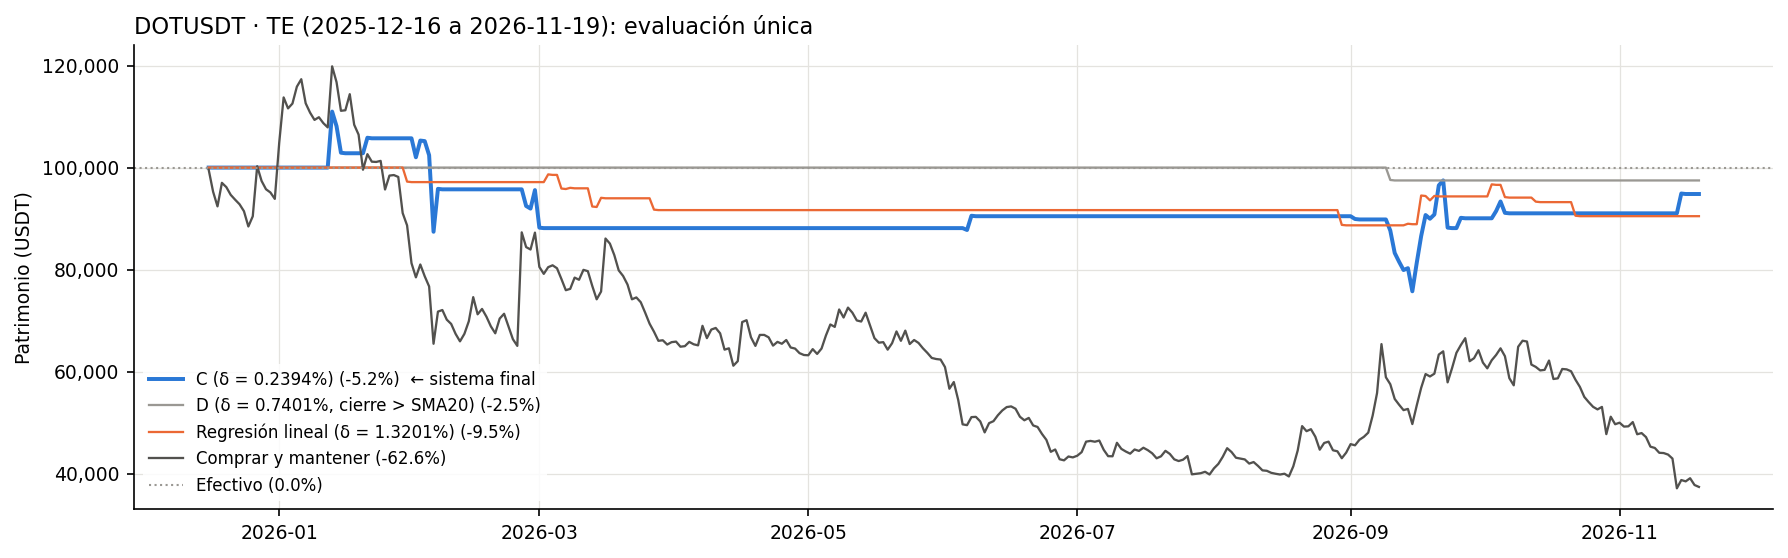 DOTUSDT · TE (2025-12-16 a 2026-11-19): evaluación única
Patrimonio (USDT)
120,000
100,000
80,000
60,000
40,000
C (δ = 0.2394%) (-5.2%) ← sistema final
D (δ = 0.7401%, cierre > SMA20) (-2.5%)
Regresión lineal (δ = 1.3201%) (-9.5%)
Comprar y mantener (-62.6%)
Efectivo (0.0%)
2026-01
2026-03
2026-05
2026-07
2026-09
2026-11